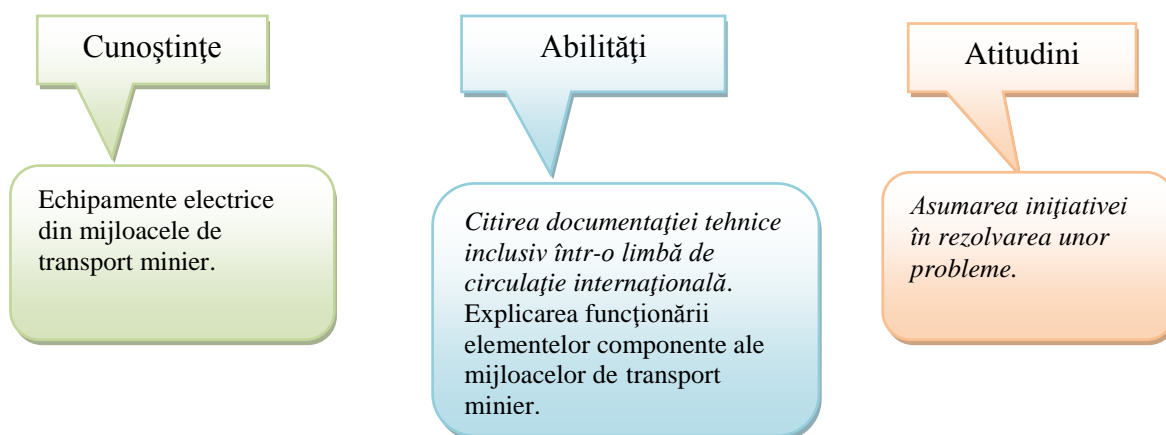 Cunoştinţe
Echipamente electrice
din mijloacele de
transport minier.
Abilităţi
Citirea documentaţiei tehnice
inclusiv într-o limbă de
circulaţie internaţională.
Explicarea funcţionării
elementelor componente ale
mijloacelor de transport
minier.
Atitudini
Asumarea iniţiativei
în rezolvarea unor
probleme.